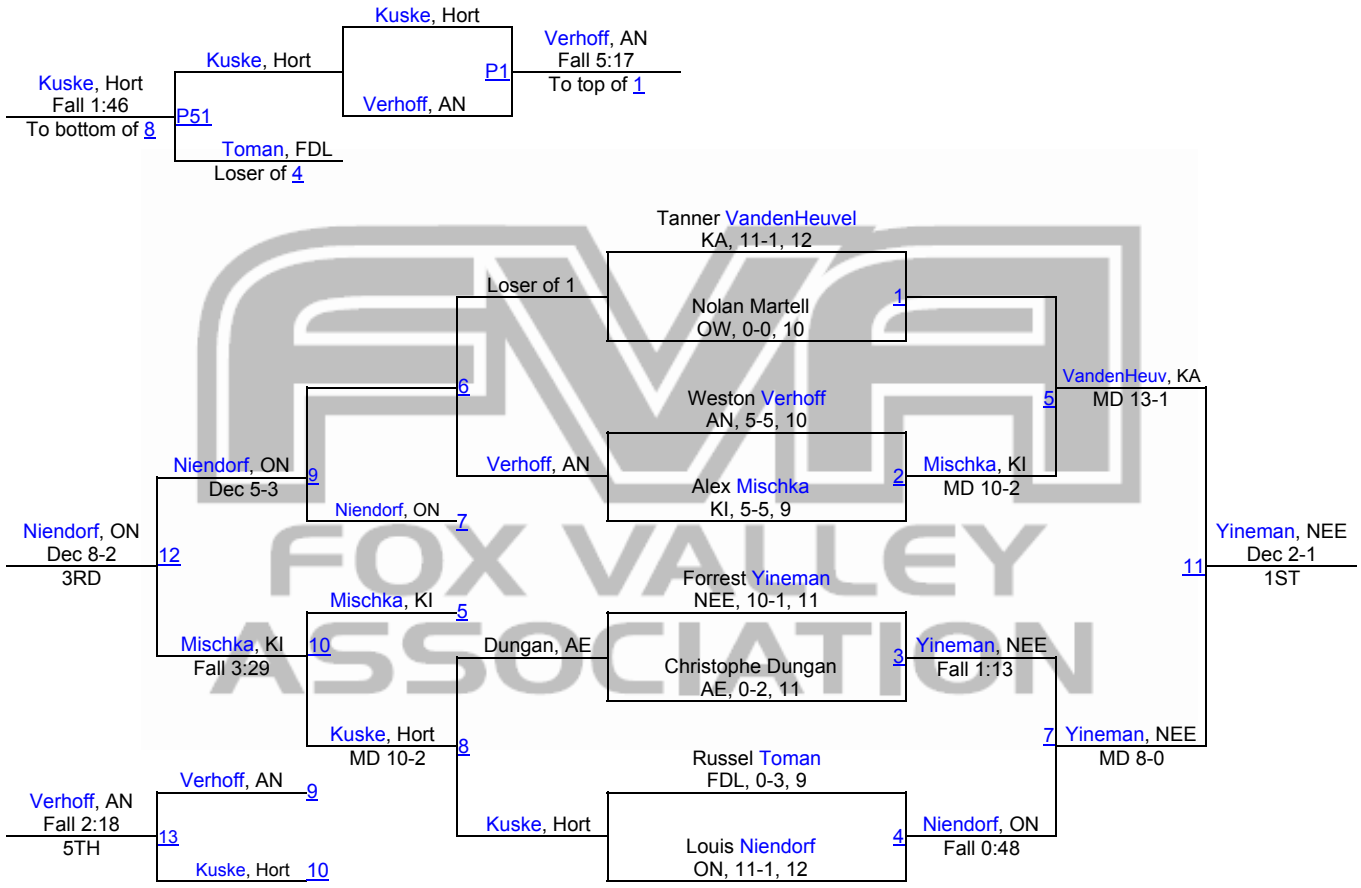 Kuske, Hort
Kuske, Hort
Verhoff, AN
Fall 5:17
P1
To top of 1
Verhoff, AN
Kuske, Hort
Fall 1:46
P51
To bottom of 8
Toman, FDL
Loser of 4
Tanner VandenHeuvel
KA, 11-1, 12
Loser of 1
1
Nolan Martell
OW, 0-0, 10
6
VandenHeuv, KA
5
MD 13-1
Weston Verhoff
AN, 5-5, 10
Niendorf, ON
9
Dec 5-3
Verhoff, AN
2
Mischka, KI
MD 10-2
Alex Mischka
KI, 5-5, 9
Niendorf, ON
7
FVA
FOX VALLEY
ASSOCIATION
Niendorf, ON
Dec 8-2
12
3RD
Yineman, NEE
Dec 2-1
11
1ST
Forrest Yineman
NEE, 10-1, 11
Mischka, KI
5
Mischka, KI
10
Fall 3:29
Dungan, AE
3
Yineman, NEE
Fall 1:13
Christophe Dungan
AE, 0-2, 11
Kuske, Hort
8
MD 10-2
7
Yineman, NEE
MD 8-0
Russel Toman
FDL, 0-3, 9
Verhoff, AN
9
Verhoff, AN
Fall 2:18
13
5TH
Kuske, Hort
4
Niendorf, ON
Fall 0:48
Louis Niendorf
ON, 11-1, 12
Kuske, Hort
10